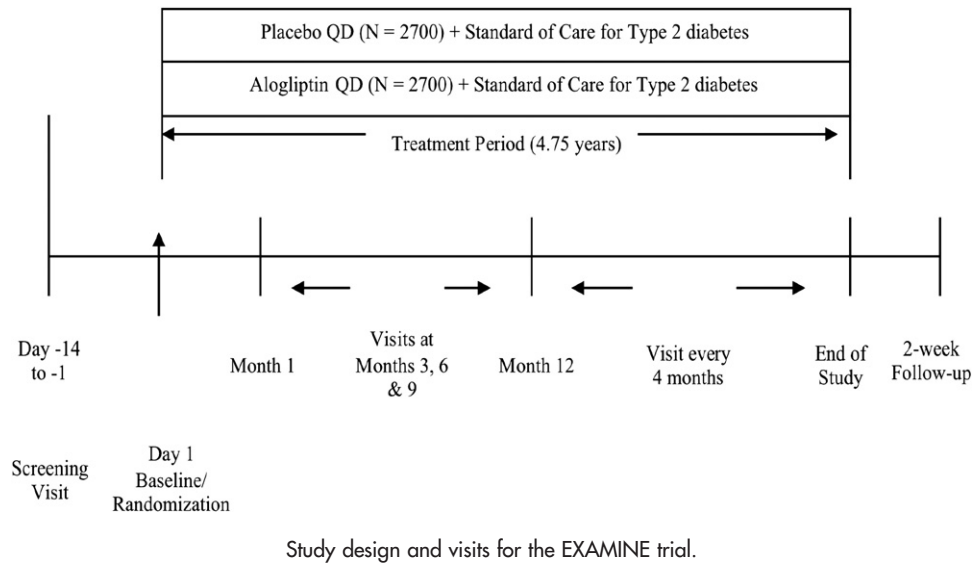 Placebo QD (N = 2700) + Standard of Care for Type 2 diabetes
Alogliptin QD (N = 2700) + Standard of Care for Type 2 diabetes
Treatment Period (4.75 years)
Day -14
to -1
Month 1
Visits at
Months 3, 6
& 9
Month 12
Visit every
4 months
End of
Study
2-week
Follow-up
Screening
Visit
Day 1
Baseline/
Randomization
Study design and visits for the EXAMINE trial.